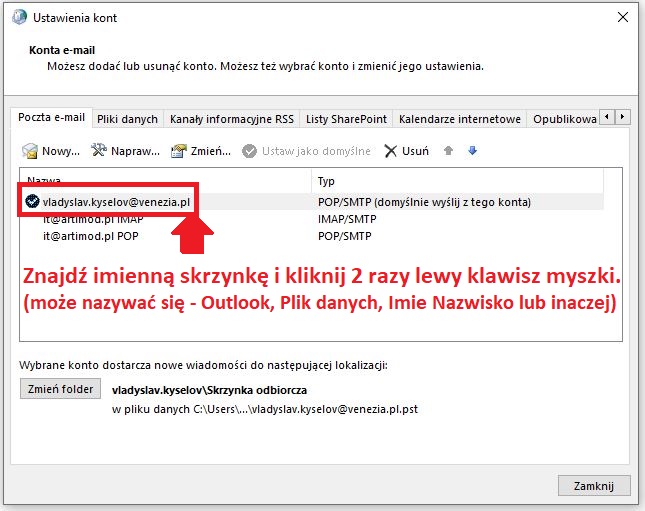 Ustawienia kont
Konta e-mail
Możesz dodać lub usunąć konto. Możesz też wybrać konto i zmienić jego ustawienia.
Poczta e-mail Pliki danych Kanały informacyjne RSS Listy SharePoint Kalendarze internetowe Opublikowa
Nowy... Napraw... Zmień... Ustaw jako domyślne Usuń
Nazwa Typ
vladyslav.kyselov@venezia.pl POP/SMTP (domyślnie wyślij z tego konta)
it@artimod.pl IMAP IMAP/SMTP
it@artimod.pl POP POP/SMTP
Znajdź imienną skrzynkę i kliknij 2 razy lewy klawisz myszki.
(może nazywać się - Outlook, Plik danych, Imie Nazwisko lub inaczej)
Wybrane konto dostarcza nowe wiadomości do następującej lokalizacji:
Zmień folder vladyslav.kyselov\Skrzynka odbiorcza
w pliku danych C:\Users\...\vladyslav.kyselov@venezia.pl.pst
Zamknij